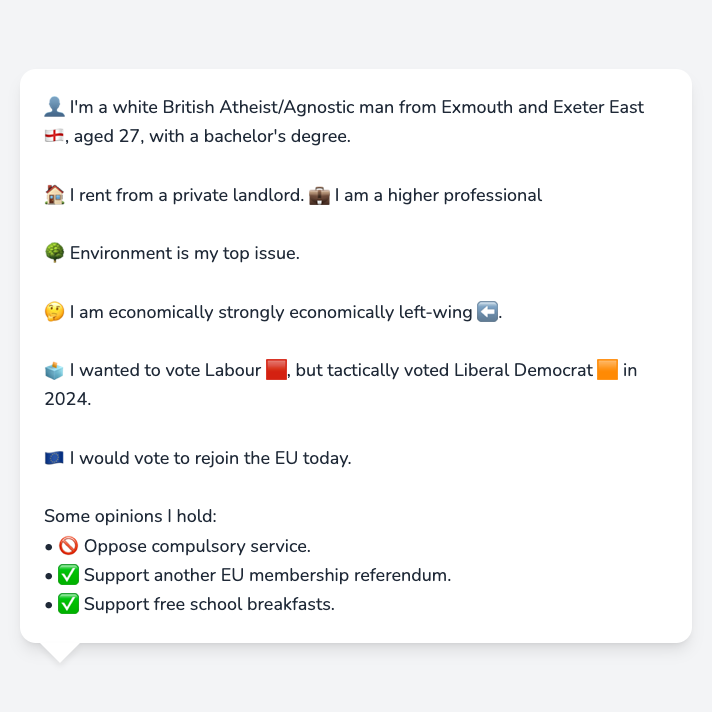 👤 I'm a white British Atheist/Agnostic man from Exmouth and Exeter East
🏴󠁧󠁢󠁥󠁮󠁧󠁿, aged 27, with a bachelor's degree.
🏠 I rent from a private landlord. 💼 I am a higher professional
🌳 Environment is my top issue.
🤔 I am economically strongly economically left-wing ⬅️.
🗳️ I wanted to vote Labour 🟥, but tactically voted Liberal Democrat 🟧 in
2024.
🇪🇺 I would vote to rejoin the EU today.
Some opinions I hold:
• 🚫 Oppose compulsory service.
• ✅ Support another EU membership referendum.
• ✅ Support free school breakfasts.